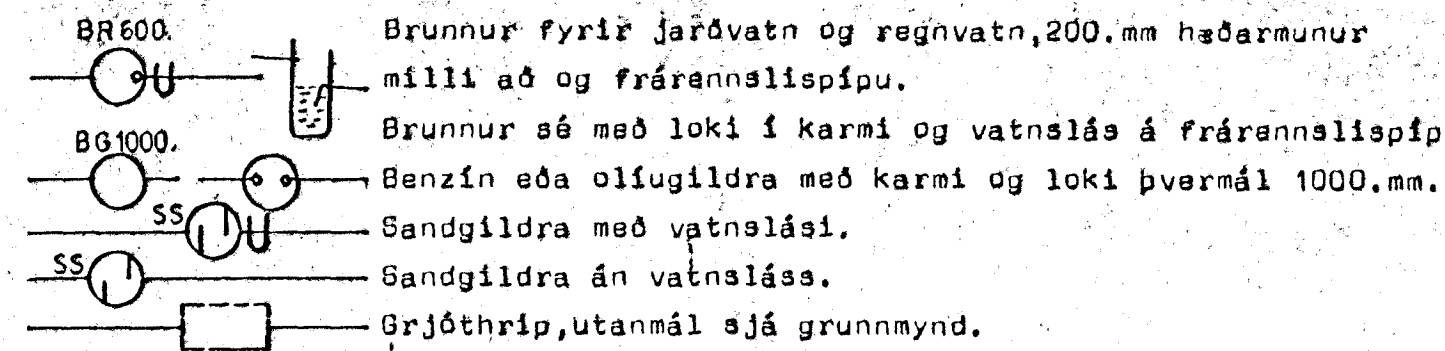 BR600. Brunnur fyrir jarðvatn og regnvatn,200.mm hæðarmunur
milli að og frárennslispípu.
Brunnur sé með loki í karmi og vatnslás á frárennslispíp
BG1000.
Benzín eða olíugildra með karmi og loki þvermál 1000.mm.
SS Sandgildra með vatnslási.
SS Sandgildra án vatnsláss.
Grjóthrip,utanmál sjá grunnmynd.